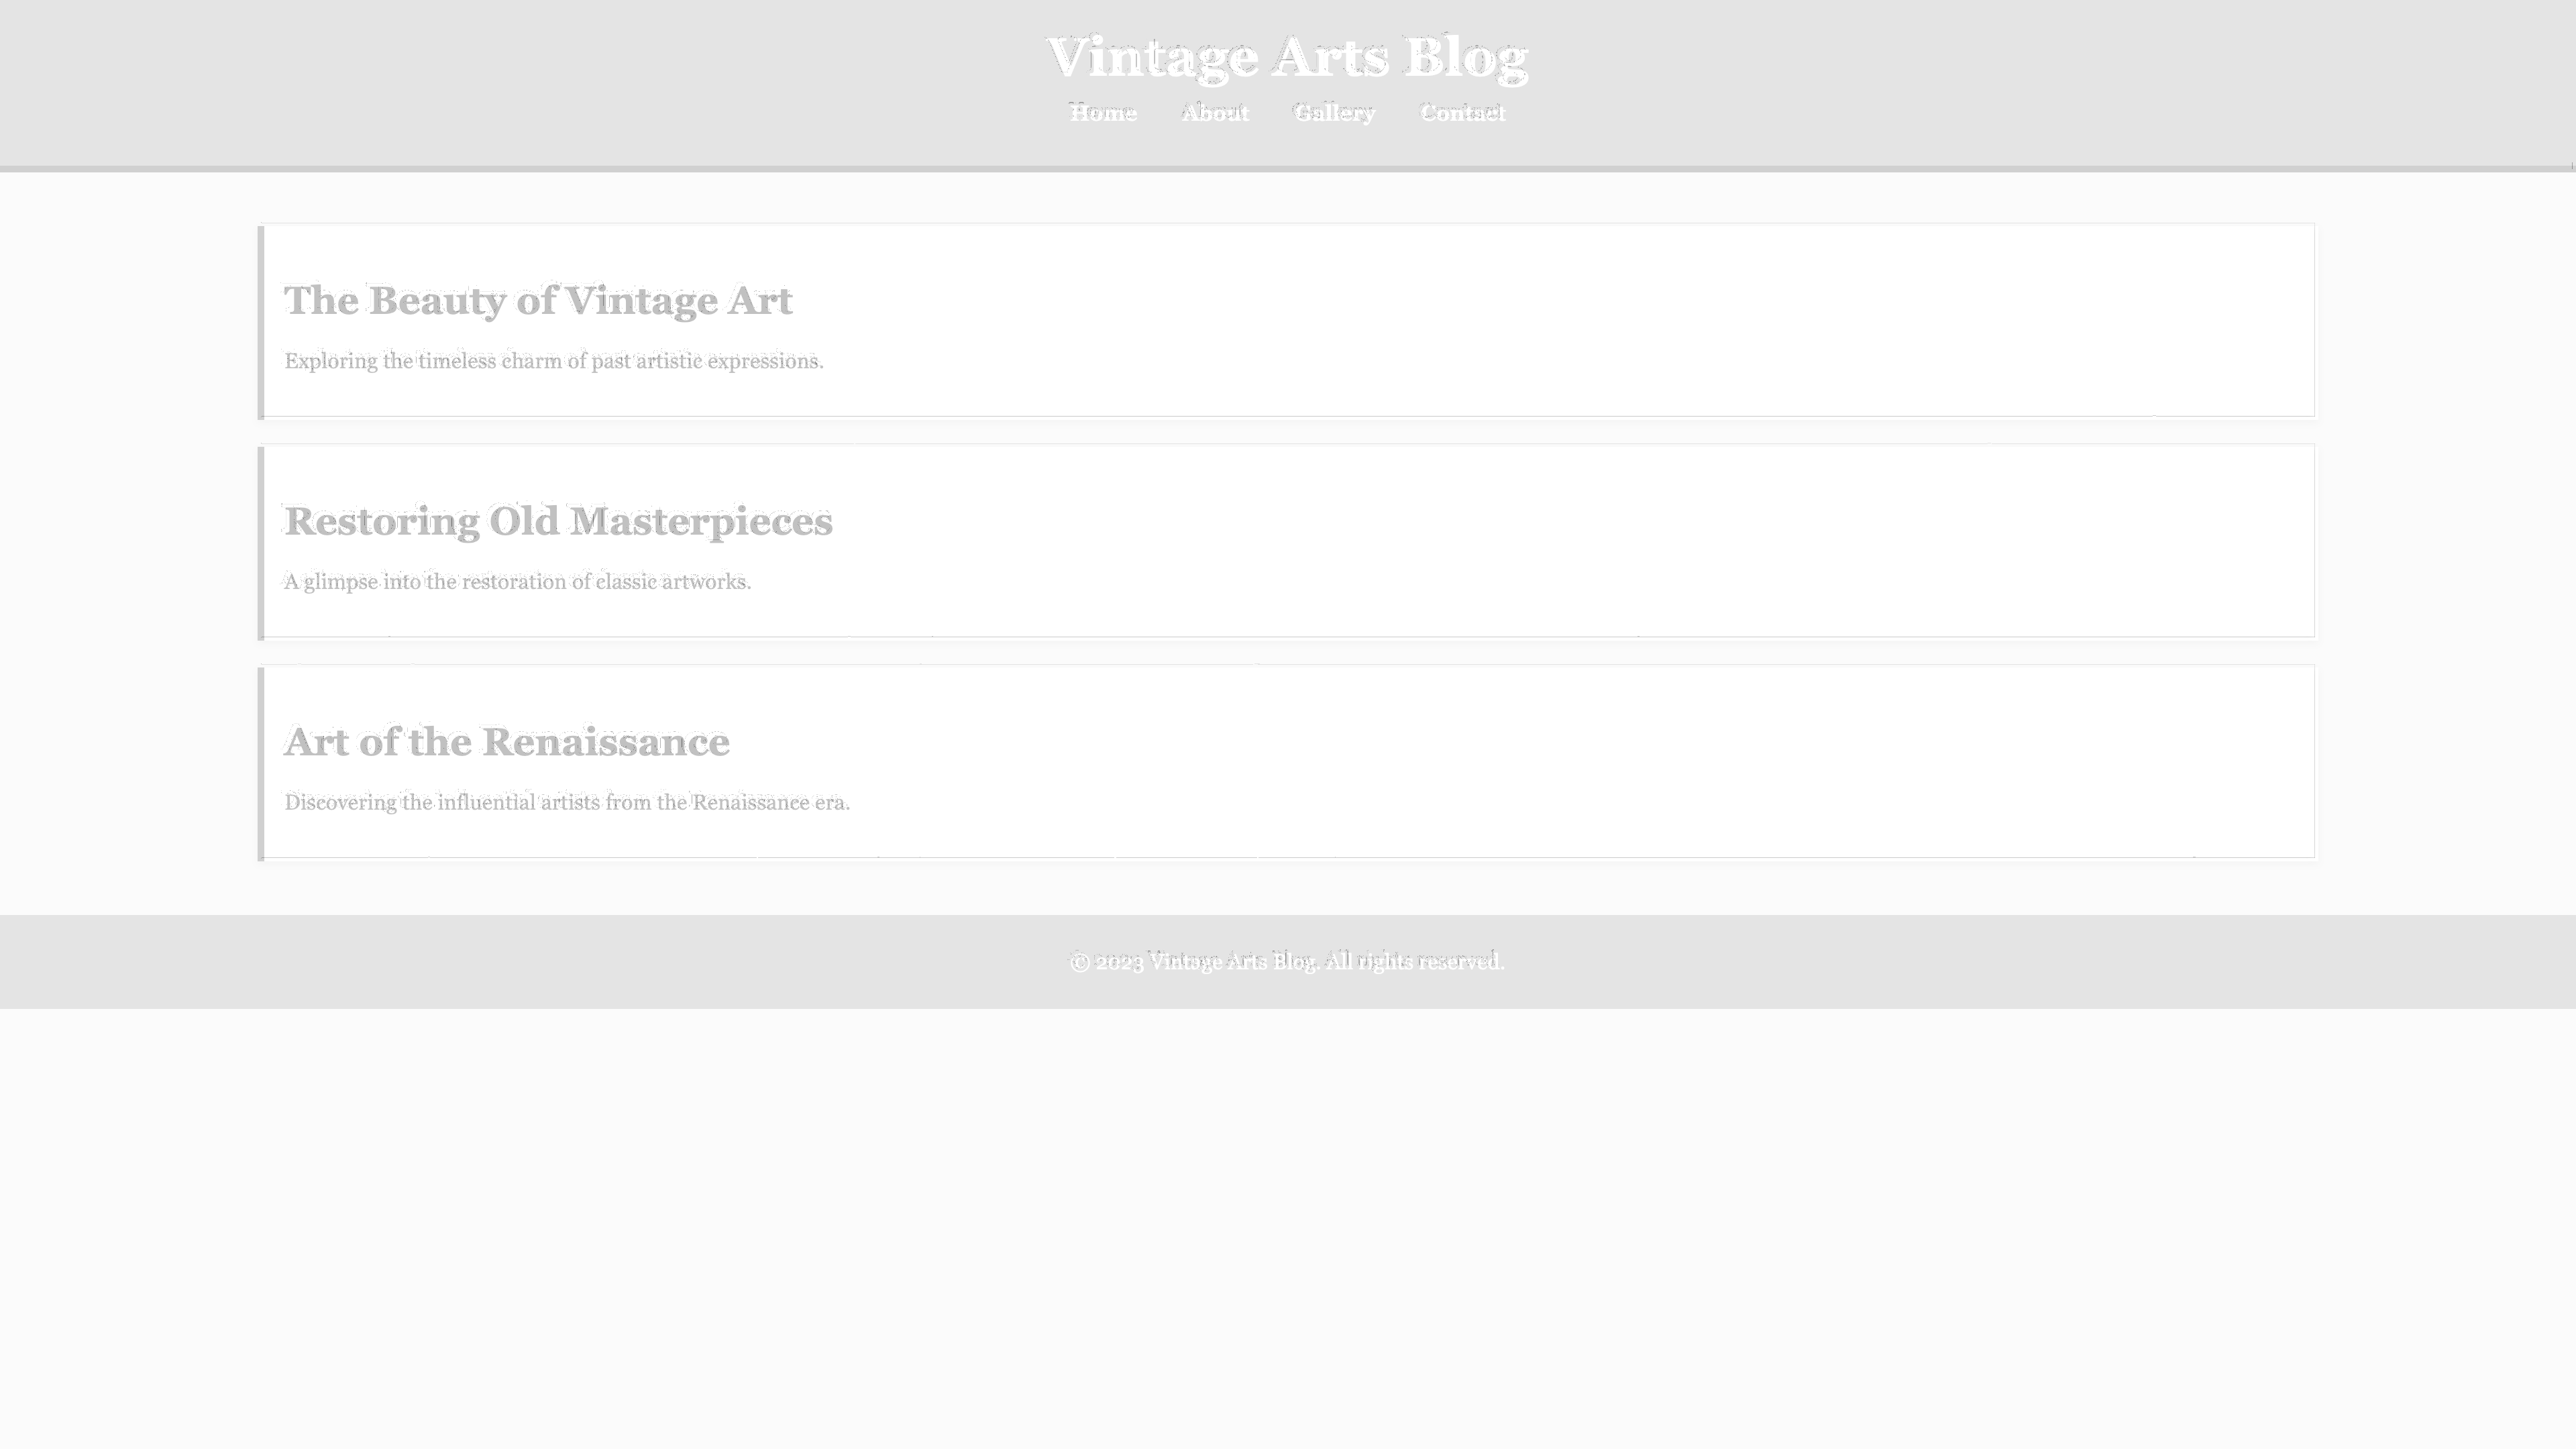 Vintage Arts Blog
Home About Gallery Contact
The Beauty of Vintage Art
Exploring the timeless charm of past artistic expressions.
Restoring Old Masterpieces
A glimpse into the restoration of classic artworks.
Art of the Renaissance
Discovering the influential artists from the Renaissance era.
© 2023 Vintage Arts Blog. All rights reserved.